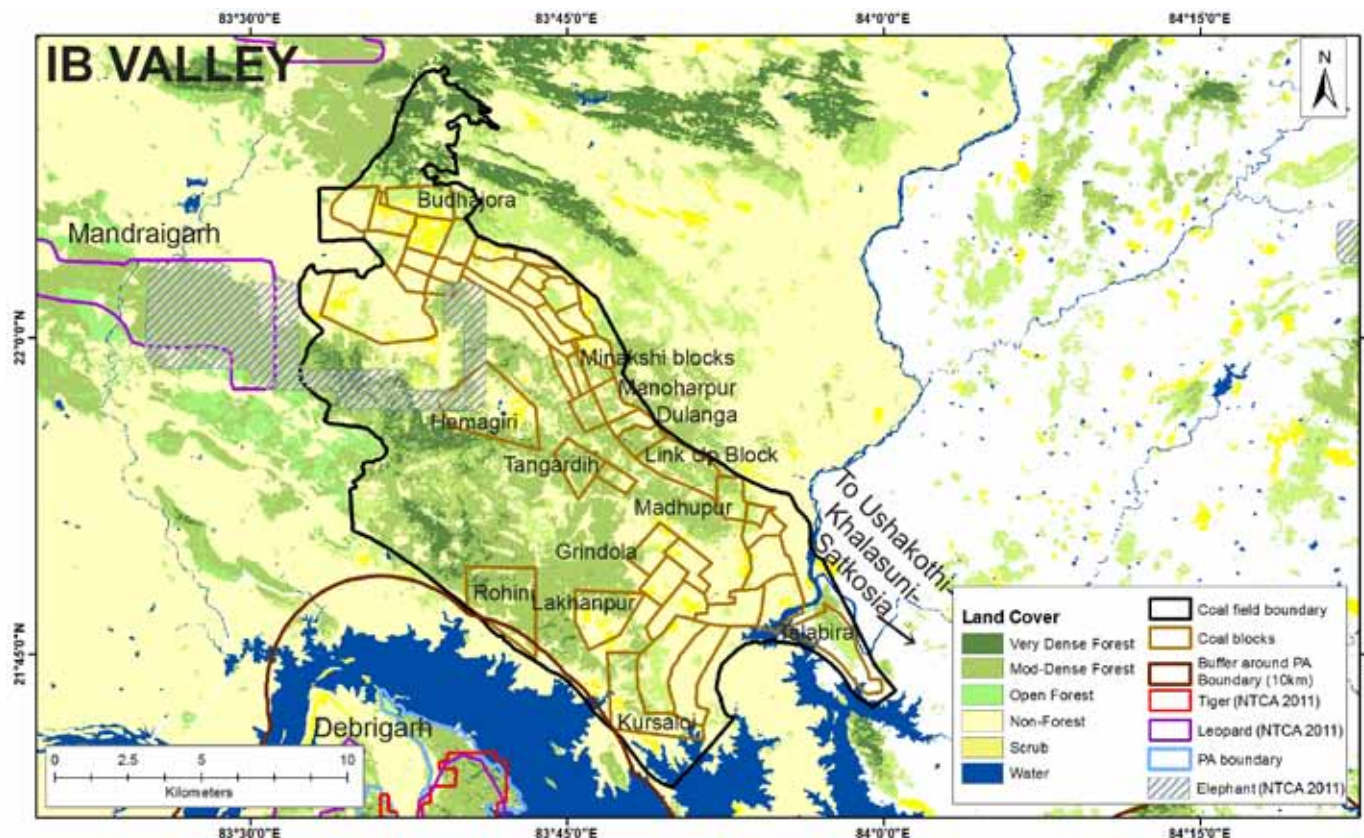 83°30'0"E
83°45'0"E
84°0'0"E
84°15'0"E
IB VALLEY
N
Budhajora
Mandraigarh
22°0'0"N
Minakshi blocks
Manoharpur
Dulanga
Hemagiri
Link Up Block
Tangardih
Madhupur
To Ushakothi-
Khalasuni-
Satkosia
Grindola
Rohini
Lakhanpur
Talabira
21°45'0"N
Kursaloi
Debrigarh
0 2.5 5 10
Kilometers
Land Cover
Very Dense Forest
Mod-Dense Forest
Open Forest
Non-Forest
Scrub
Water
Coal field boundary
Coal blocks
Buffer around PA
Boundary (10km)
Tiger (NTCA 2011)
Leopard (NTCA 2011)
PA boundary
Elephant (NTCA 2011)
83°30'0"E
83°45'0"E
84°0'0"E
84°15'0"E